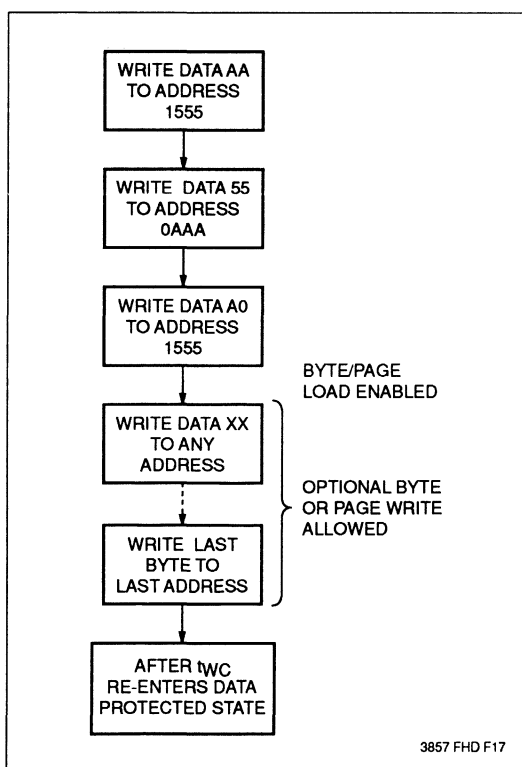 WRITE DATA AA
TO ADDRESS
1555
WRITE DATA 55
TO ADDRESS
0AAA
WRITE DATA A0
TO ADDRESS
1555
BYTE/PAGE
LOAD ENABLED
WRITE DATA XX
TO ANY
ADDRESS
OPTIONAL BYTE
OR PAGE WRITE
ALLOWED
WRITE LAST
BYTE TO
LAST ADDRESS
AFTER tWC
RE-ENTERS DATA
PROTECTED STATE
3857 FHD F17